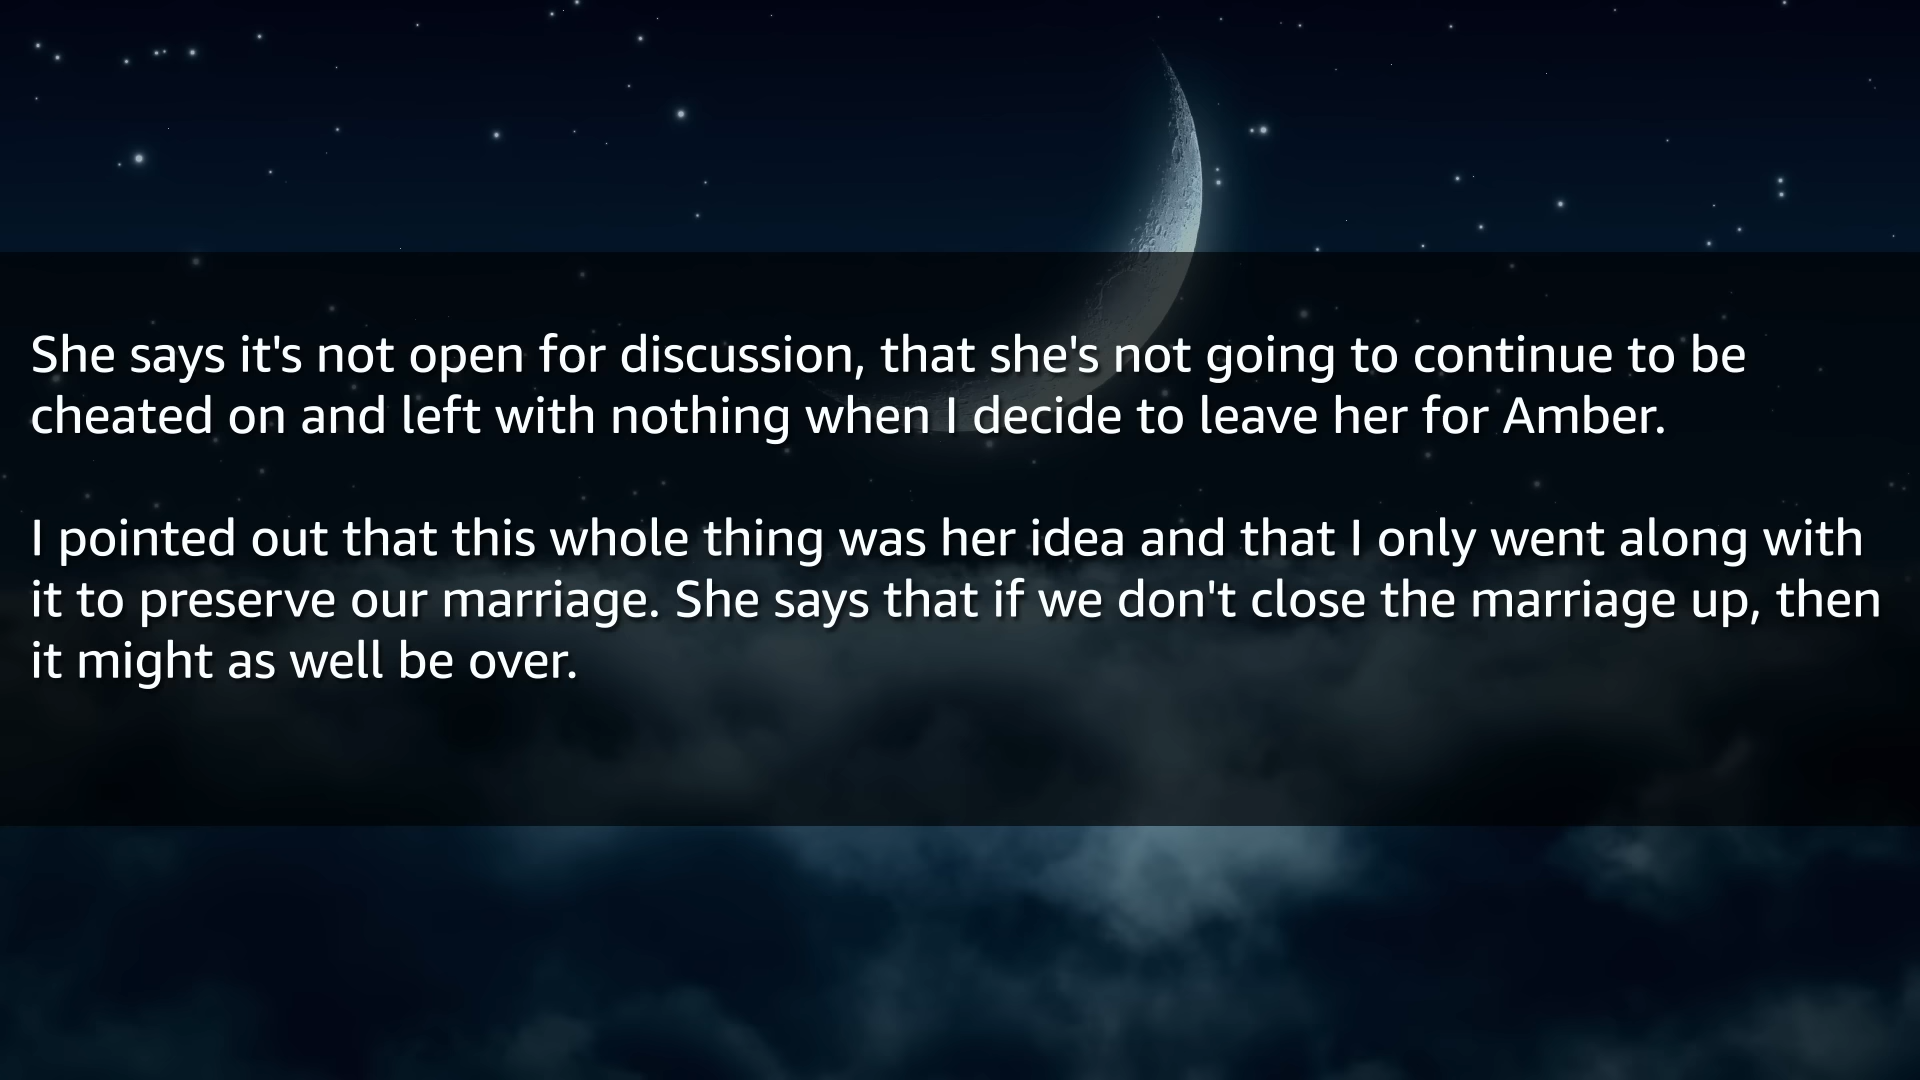 She says it's not open for discussion, that she's not going to continue to be
cheated on and left with nothing when I decide to leave her for Amber.
I pointed out that this whole thing was her idea and that I only went along with
it to preserve our marriage. She says that if we don't close the marriage up, then
it might as well be over.